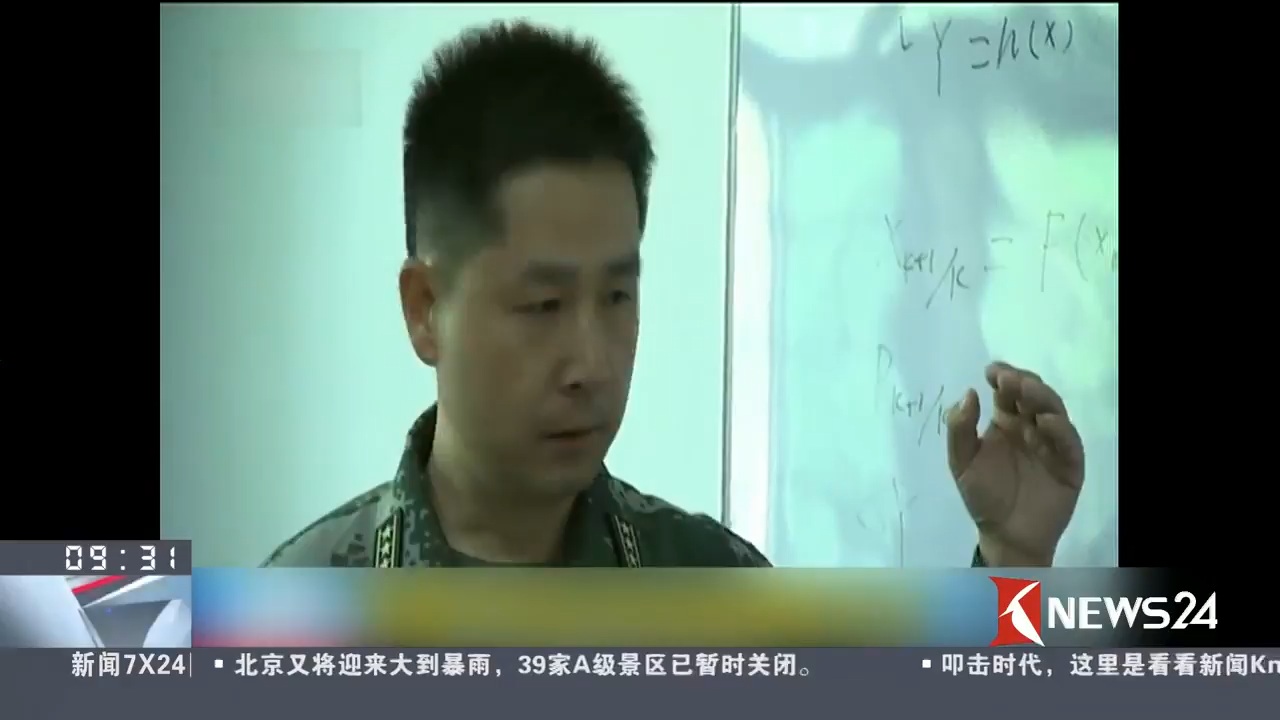 Y = h(x)
X k+1/k = F(x
P k+1/k
09:31
NEWS24
新闻7X24
▪ 北京又将迎来大到暴雨，39家A级景区已暂时关闭。
▪ 叩击时代，这里是看看新闻Kn